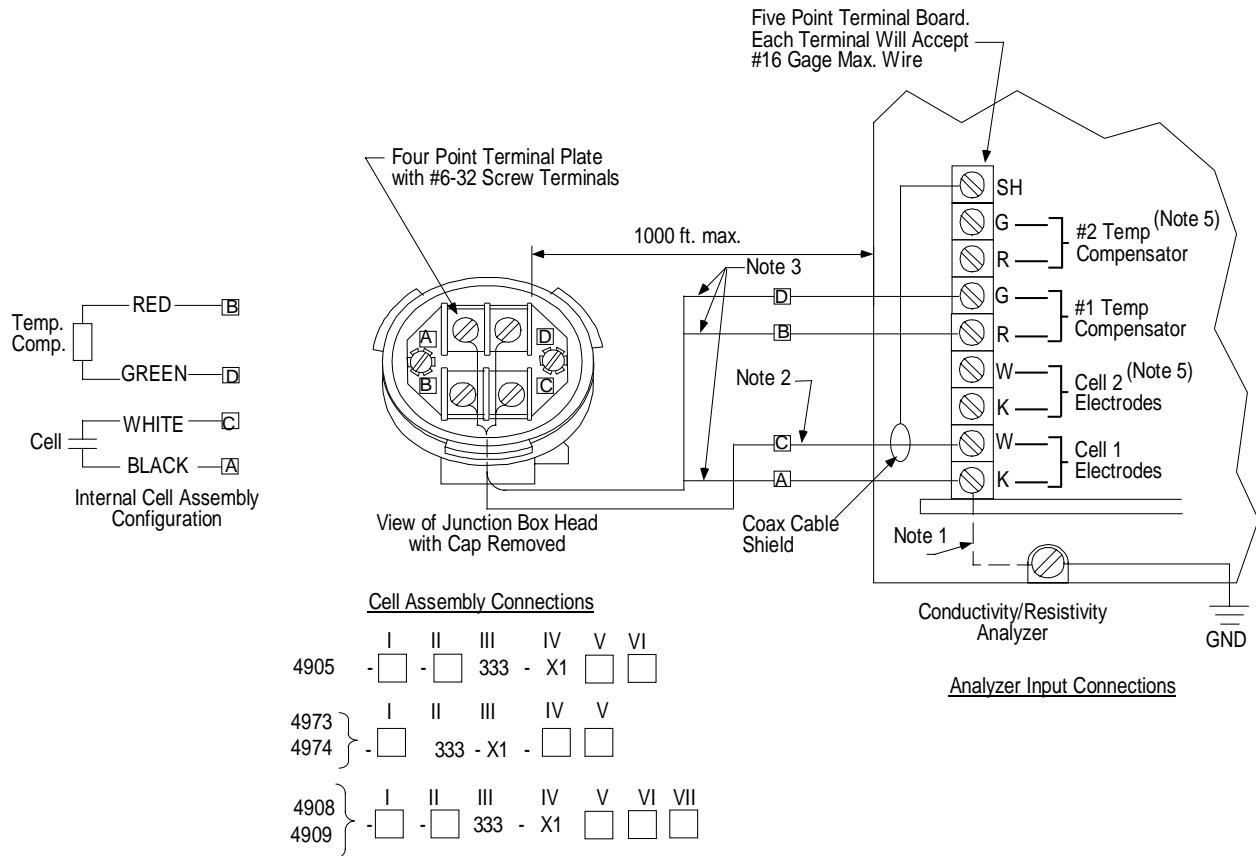 Five Point Terminal Board.
Each Terminal Will Accept
#16 Gage Max. Wire
Four Point Terminal Plate
with #6-32 Screw Terminals
1000 ft. max.
Note 3
SH
G
#2 Temp (Note 5)
Compensator
R
G
#1 Temp
Compensator
R
W
Cell 2 (Note 5)
Electrodes
K
W
Cell 1
Electrodes
K
D
B
Note 2
C
A
Coax Cable
Shield
Note 1
RED B
Temp.
Comp.
GREEN D
WHITE C
Cell
BLACK A
Internal Cell Assembly
Configuration
A D
B C
View of Junction Box Head
with Cap Removed
Conductivity/Resistivity
Analyzer
GND
Analyzer Input Connections
Cell Assembly Connections
I II III IV V VI
4905 - - 333 - X1
I II III IV V
4973
4974 - 333 - X1 -
I II III IV V VI VII
4908
4909 - - 333 - X1